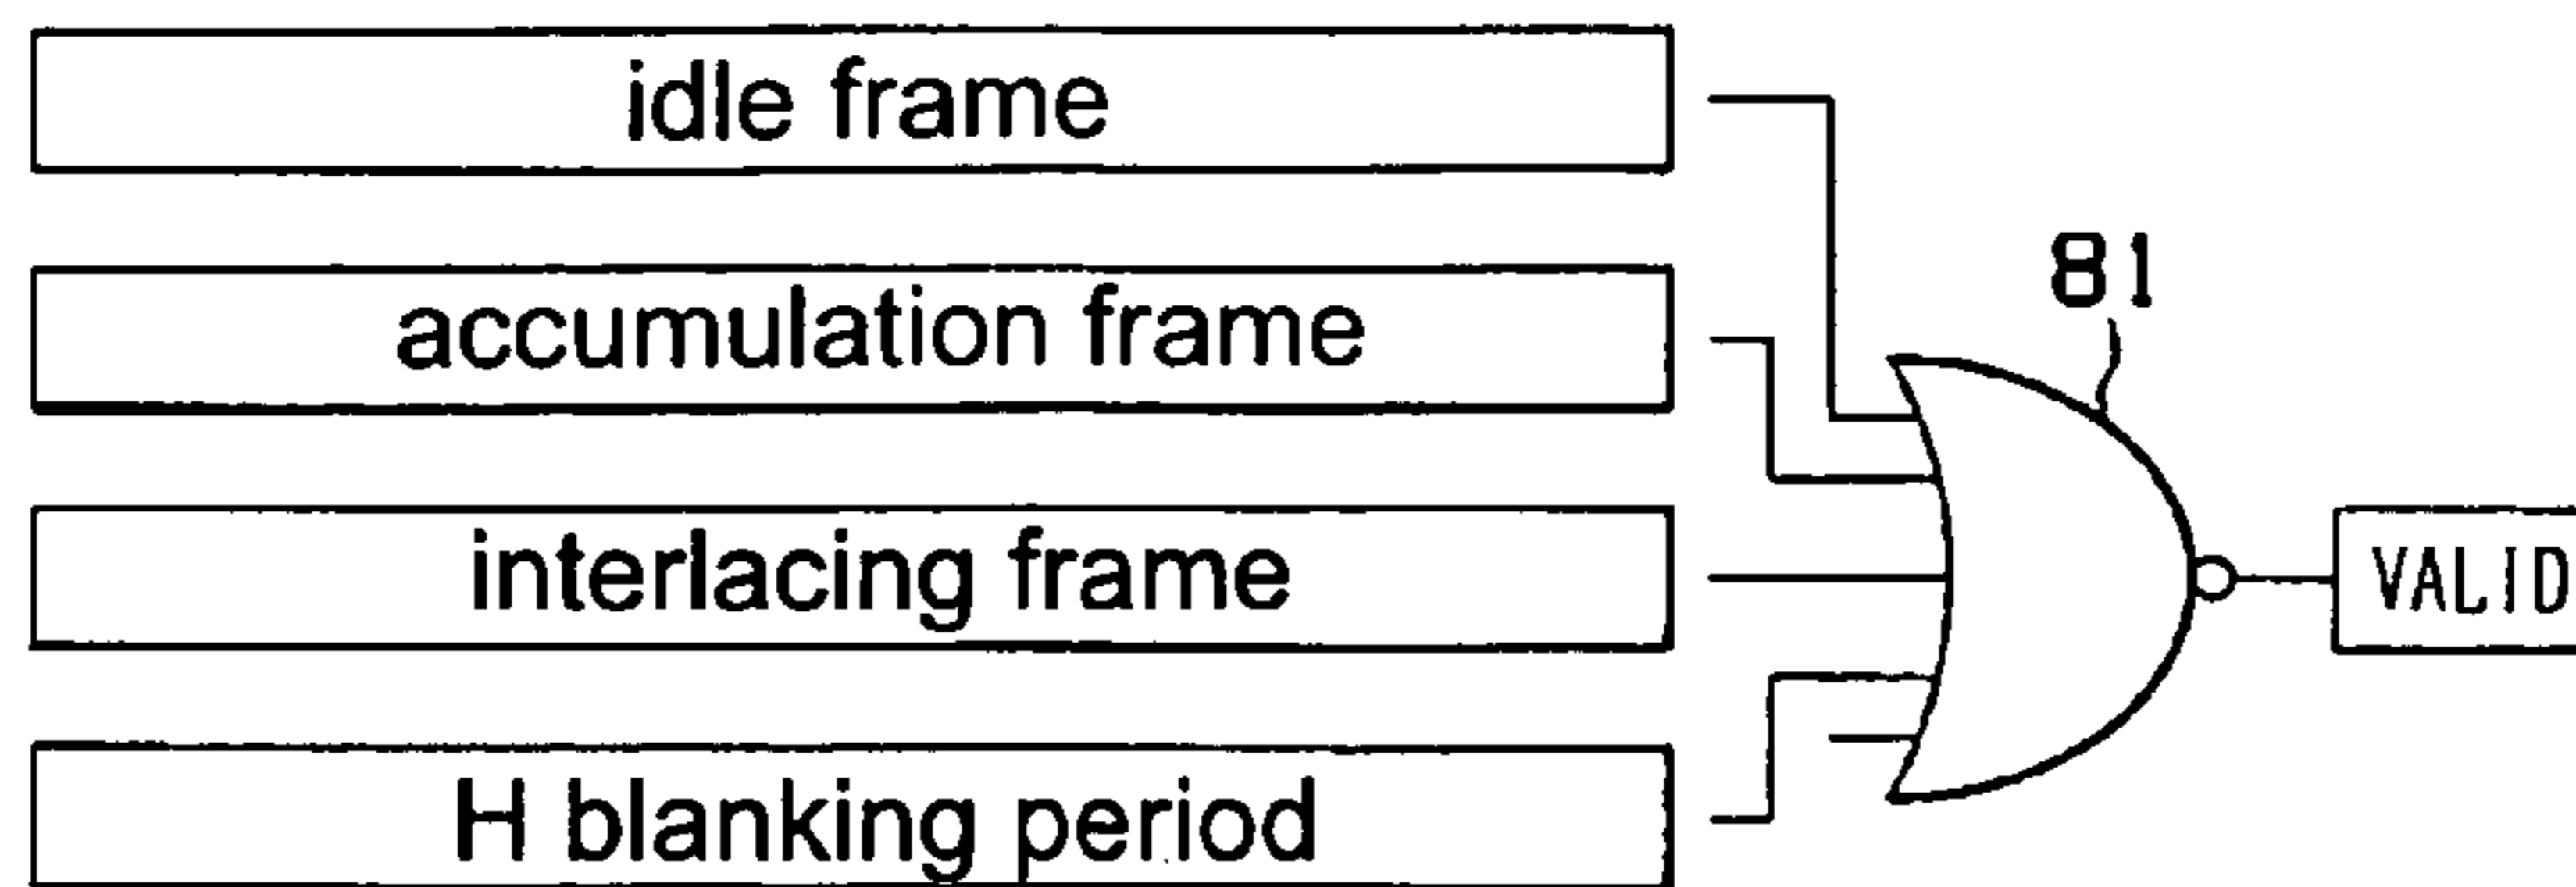 idle frame
81
accumulation frame
interlacing frame
VALID
H blanking period